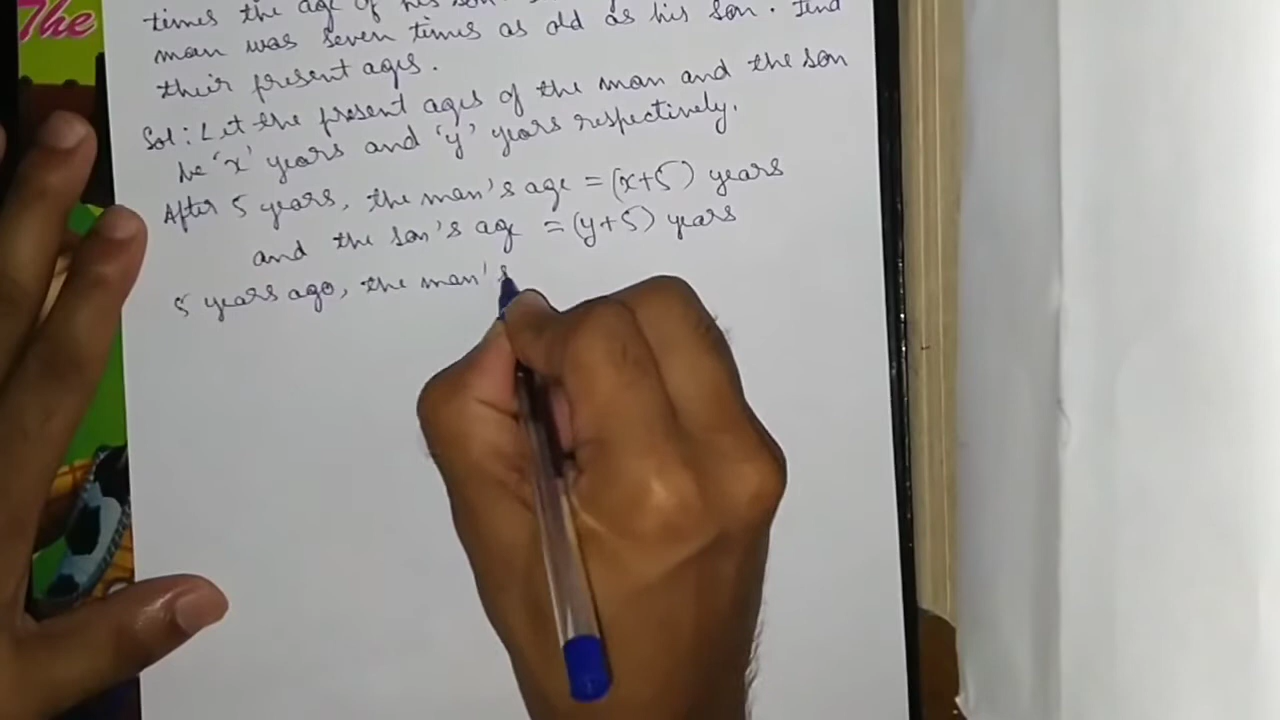 The
times the age of his son
man was seven times as old as his son. Find
their present ages.
Sol: Let the present ages of the man and the son
be 'x' years and 'y' years respectively.
After 5 years, the man's age = (x+5) years
and the son's age = (y+5) years
5 years ago, the man's